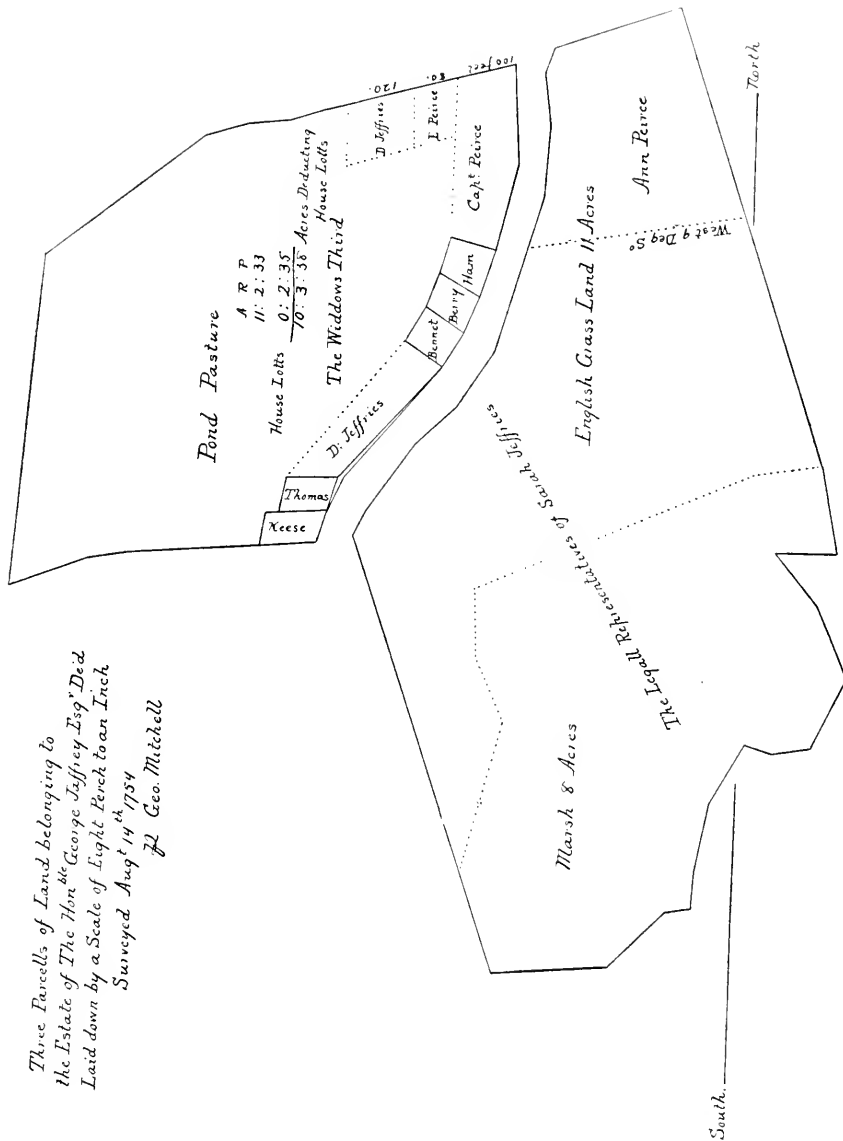 Three Parcells of Land belonging to
the Estate of The Honble George Jaffrey Esqr Decd
Laid down by a Scale of Eight Perch to an Inch
Surveyed Augt 14th 1754
Geo. Mitchell
Pond Pasture
A R P
11: 2: 33
House Lotts 0: 2: 35
10: 3: 38 Acres Deducting
House Lotts
The Widdows Third
D Jeffries
120.
L Peirce
80.
Capt Peirce
100 feet
Ham
Berry
Bennet
D: Jeffries
Thomas
Keese
Ann Peirce
English Grass Land 11 Acres
West 9 Deg So
North
The Legall Representatives of Sarah Jeffries
Marsh 8 Acres
South.